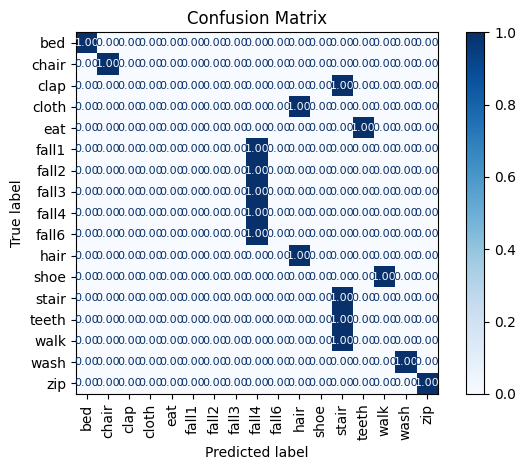 Confusion Matrix
True label
bed 1.00 0.00 0.00 0.00 0.00 0.00 0.00 0.00 0.00 0.00 0.00 0.00 0.00 0.00 0.00 0.00 0.00
chair 0.00 1.00 0.00 0.00 0.00 0.00 0.00 0.00 0.00 0.00 0.00 0.00 0.00 0.00 0.00 0.00 0.00
clap 0.00 0.00 0.00 0.00 0.00 0.00 0.00 0.00 0.00 0.00 0.00 0.00 1.00 0.00 0.00 0.00 0.00
cloth 0.00 0.00 0.00 0.00 0.00 0.00 0.00 0.00 0.00 0.00 1.00 0.00 0.00 0.00 0.00 0.00 0.00
eat 0.00 0.00 0.00 0.00 0.00 0.00 0.00 0.00 0.00 0.00 0.00 0.00 0.00 1.00 0.00 0.00 0.00
fall1 0.00 0.00 0.00 0.00 0.00 0.00 0.00 0.00 1.00 0.00 0.00 0.00 0.00 0.00 0.00 0.00 0.00
fall2 0.00 0.00 0.00 0.00 0.00 0.00 0.00 0.00 1.00 0.00 0.00 0.00 0.00 0.00 0.00 0.00 0.00
fall3 0.00 0.00 0.00 0.00 0.00 0.00 0.00 0.00 1.00 0.00 0.00 0.00 0.00 0.00 0.00 0.00 0.00
fall4 0.00 0.00 0.00 0.00 0.00 0.00 0.00 0.00 1.00 0.00 0.00 0.00 0.00 0.00 0.00 0.00 0.00
fall6 0.00 0.00 0.00 0.00 0.00 0.00 0.00 0.00 1.00 0.00 0.00 0.00 0.00 0.00 0.00 0.00 0.00
hair 0.00 0.00 0.00 0.00 0.00 0.00 0.00 0.00 0.00 0.00 1.00 0.00 0.00 0.00 0.00 0.00 0.00
shoe 0.00 0.00 0.00 0.00 0.00 0.00 0.00 0.00 0.00 0.00 0.00 0.00 0.00 0.00 1.00 0.00 0.00
stair 0.00 0.00 0.00 0.00 0.00 0.00 0.00 0.00 0.00 0.00 0.00 0.00 1.00 0.00 0.00 0.00 0.00
teeth 0.00 0.00 0.00 0.00 0.00 0.00 0.00 0.00 0.00 0.00 0.00 0.00 1.00 0.00 0.00 0.00 0.00
walk 0.00 0.00 0.00 0.00 0.00 0.00 0.00 0.00 0.00 0.00 0.00 0.00 1.00 0.00 0.00 0.00 0.00
wash 0.00 0.00 0.00 0.00 0.00 0.00 0.00 0.00 0.00 0.00 0.00 0.00 0.00 0.00 0.00 1.00 0.00
zip 0.00 0.00 0.00 0.00 0.00 0.00 0.00 0.00 0.00 0.00 0.00 0.00 0.00 0.00 0.00 0.00 1.00
bed chair clap cloth eat fall1 fall2 fall3 fall4 fall6 hair shoe stair teeth walk wash zip
Predicted label
1.0
0.8
0.6
0.4
0.2
0.0